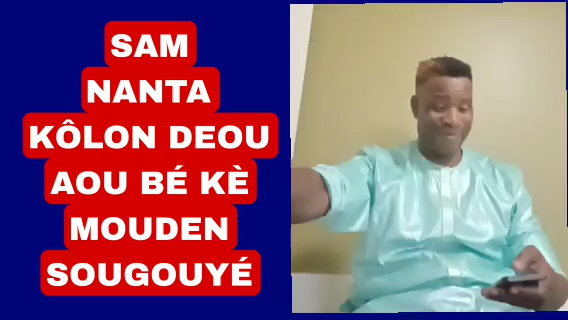 SAM
NANTA
KÔLON DEOU
AOU BÉ KÈ
MOUDEN
SOUGOUYÉ